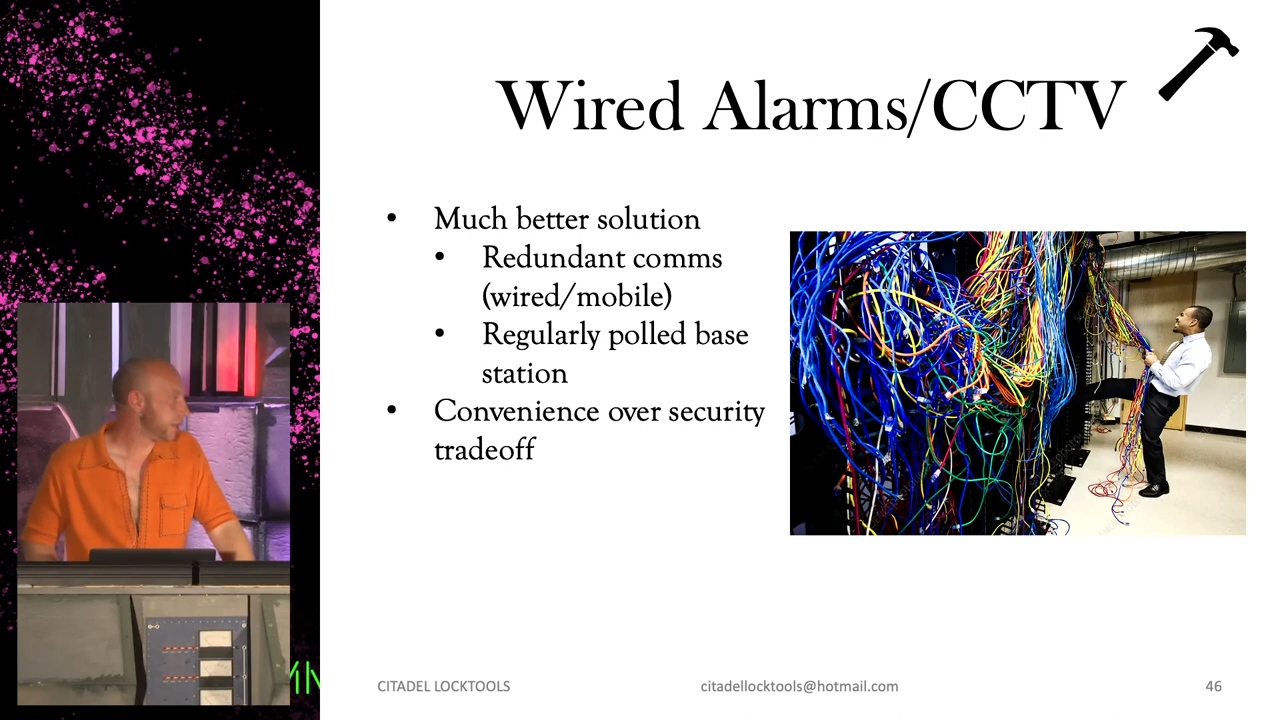 Wired Alarms/CCTV
• Much better solution
• Redundant comms
(wired/mobile)
• Regularly polled base
station
• Convenience over security
tradeoff
CITADEL LOCKTOOLS
citadellocktools@hotmail.com
46